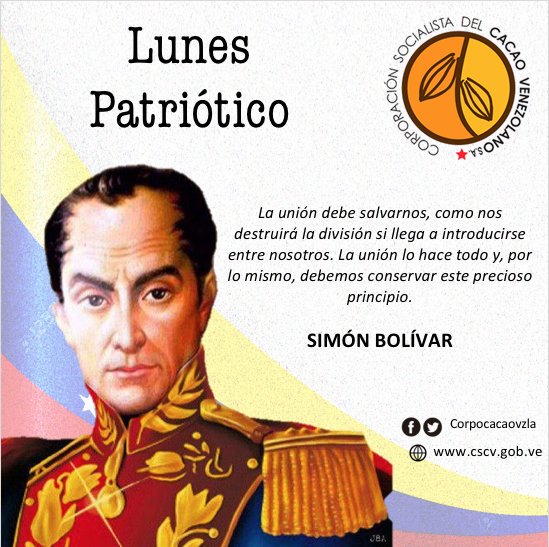 Lunes
Patriótico
CORPORACIÓN SOCIALISTA DEL CACAO VENEZOLANO S.A
La unión debe salvarnos, como nos
destruirá la división si llega a introducirse
entre nosotros. La unión lo hace todo y, por
lo mismo, debemos conservar este precioso
principio.
SIMÓN BOLÍVAR
Corpocacaovzla
www.cscv.gob.ve
JBA